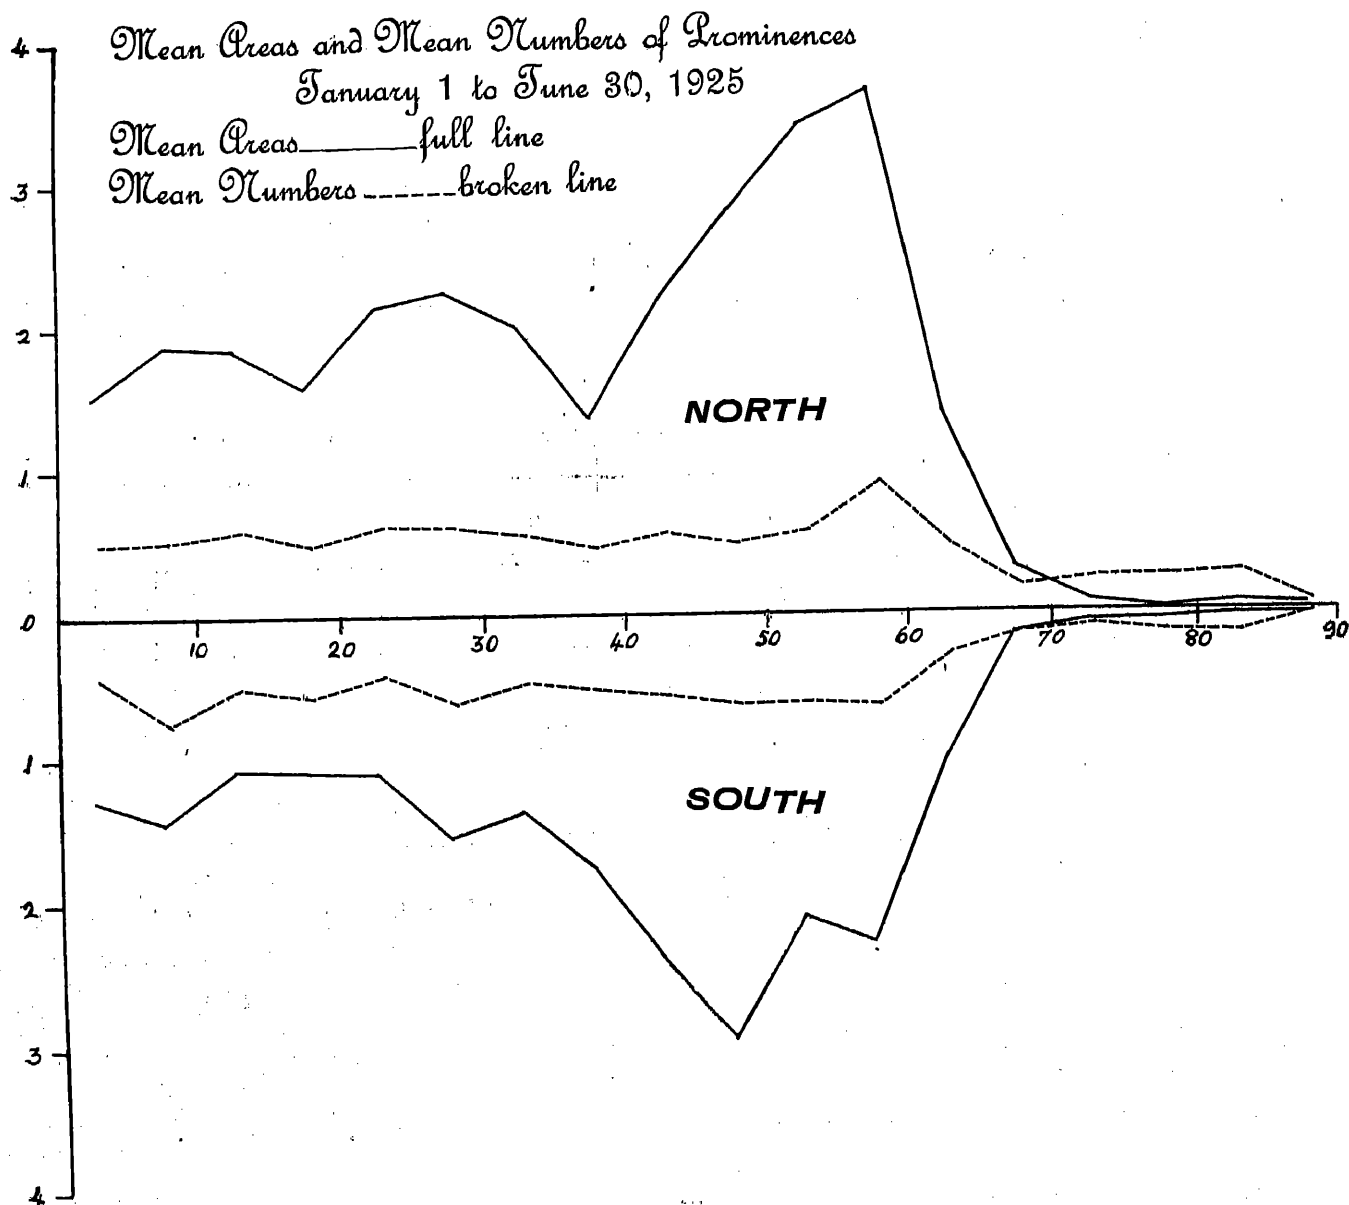 Mean Areas and Mean Numbers of Prominences
January 1 to June 30, 1925
Mean Areas full line
Mean Numbers broken line
4
3
2
1
0
10 20 30 40 50 60 70 80 90
1
2
3
4
NORTH
SOUTH